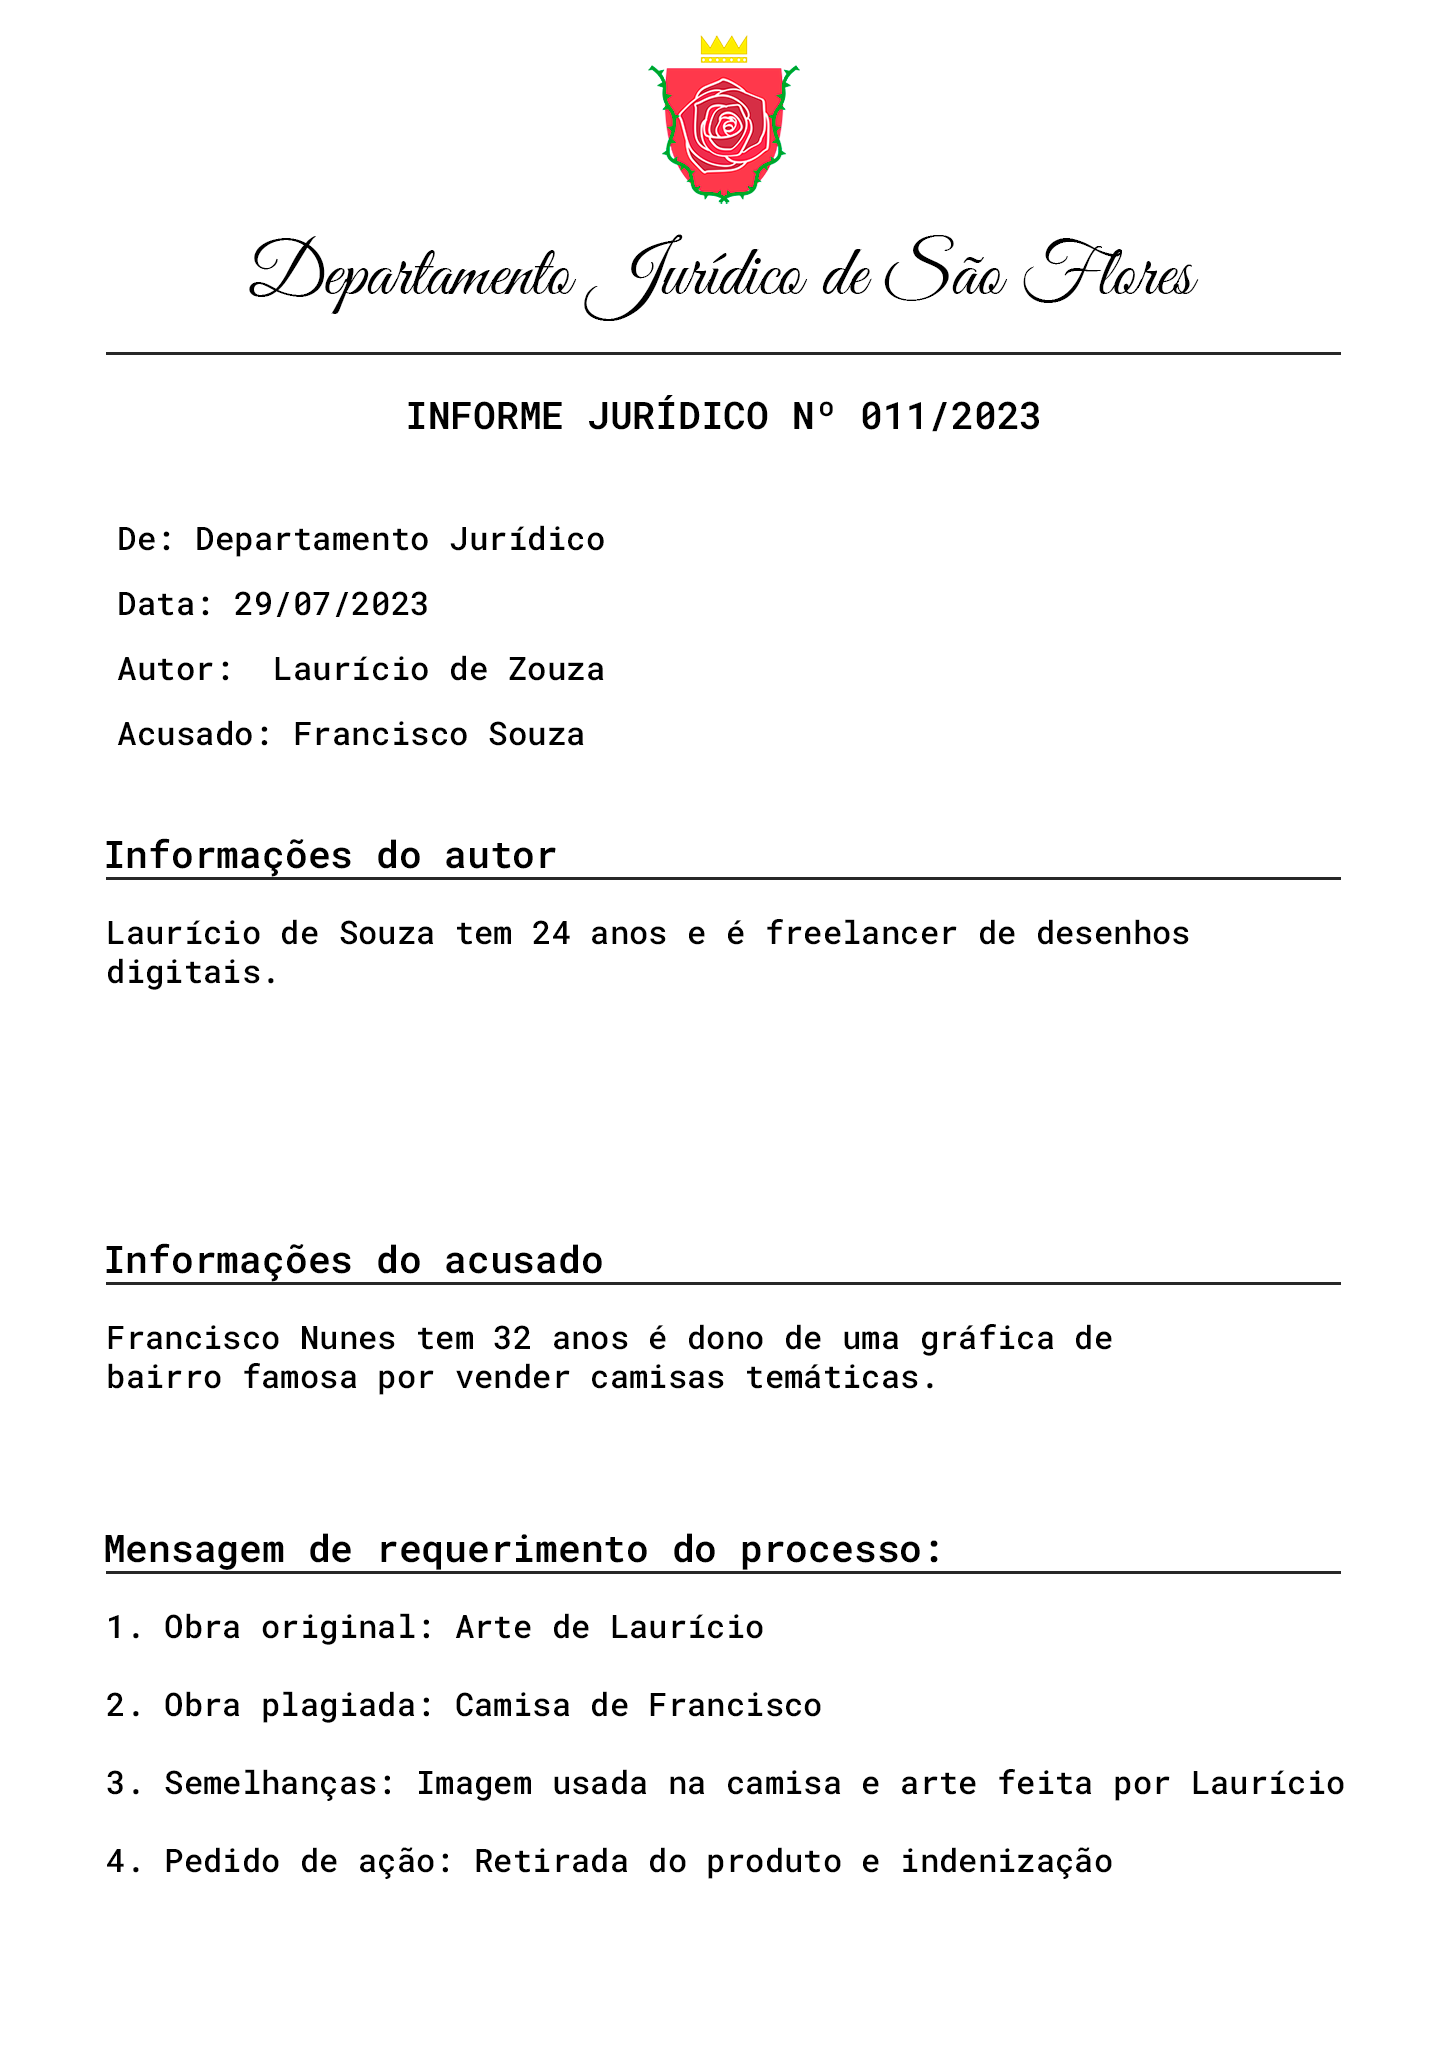 Departamento Jurídico de São Flores
INFORME JURÍDICO Nº 011/2023
De: Departamento Jurídico
Data: 29/07/2023
Autor:  Laurício de Zouza
Acusado: Francisco Souza
Informações do autor
Laurício de Souza tem 24 anos e é freelancer de desenhos
digitais.
Informações do acusado
Francisco Nunes tem 32 anos é dono de uma gráfica de
bairro famosa por vender camisas temáticas.
Mensagem de requerimento do processo:
1. Obra original: Arte de Laurício
2. Obra plagiada: Camisa de Francisco
3. Semelhanças: Imagem usada na camisa e arte feita por Laurício
4. Pedido de ação: Retirada do produto e indenização